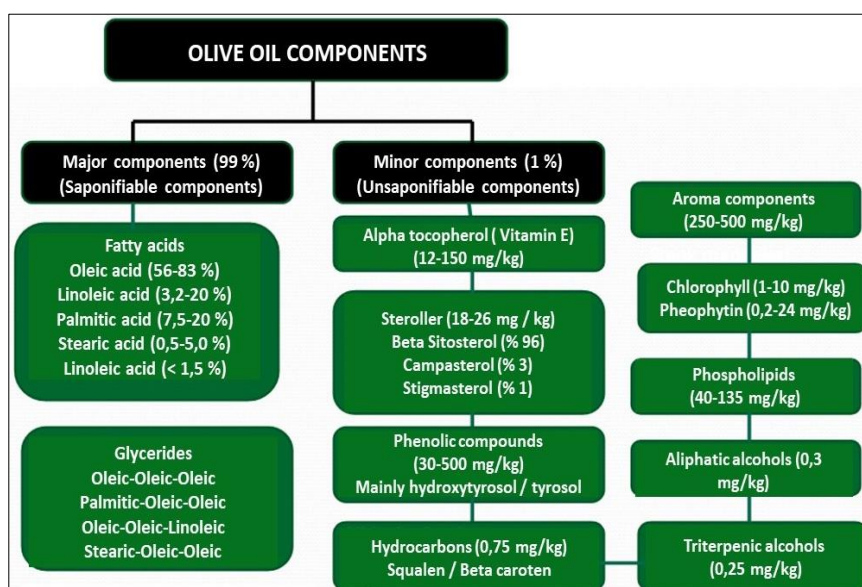 OLIVE OIL COMPONENTS
Major components (99 %)
(Saponifiable components)
Fatty acids
Oleic acid (56-83 %)
Linoleic acid (3,2-20 %)
Palmitic acid (7,5-20 %)
Stearic acid (0,5-5,0 %)
Linoleic acid (< 1,5 %)
Glycerides
Oleic-Oleic-Oleic
Palmitic-Oleic-Oleic
Oleic-Oleic-Linoleic
Stearic-Oleic-Oleic
Minor components (1 %)
(Unsaponifiable components)
Alpha tocopherol ( Vitamin E)
(12-150 mg/kg)
Steroller (18-26 mg / kg)
Beta Sitosterol (% 96)
Campasterol (% 3)
Stigmasterol (% 1)
Phenolic compounds
(30-500 mg/kg)
Mainly hydroxytyrosol / tyrosol
Hydrocarbons (0,75 mg/kg)
Squalen / Beta caroten
Aroma components
(250-500 mg/kg)
Chlorophyll (1-10 mg/kg)
Pheophytin (0,2-24 mg/kg)
Phospholipids
(40-135 mg/kg)
Aliphatic alcohols (0,3
mg/kg)
Triterpenic alcohols
(0,25 mg/kg)